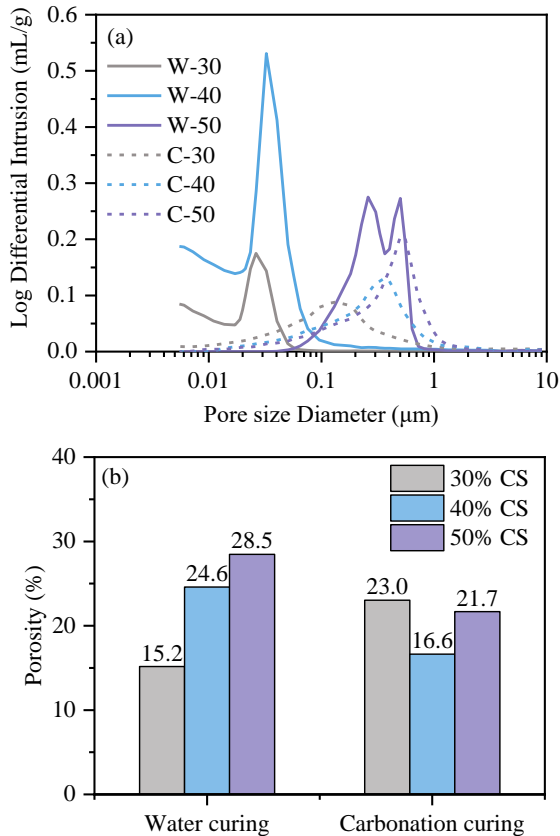 (a)
Log Differential Intrusion (mL/g)
0.6
0.5
0.4
0.3
0.2
0.1
0.0
W-30
W-40
W-50
C-30
C-40
C-50
0.001 0.01 0.1 1 10
Pore size Diameter (μm)
(b)
Porosity (%)
40
30
20
10
0
30% CS
40% CS
50% CS
15.2 24.6 28.5 23.0 16.6 21.7
Water curing Carbonation curing